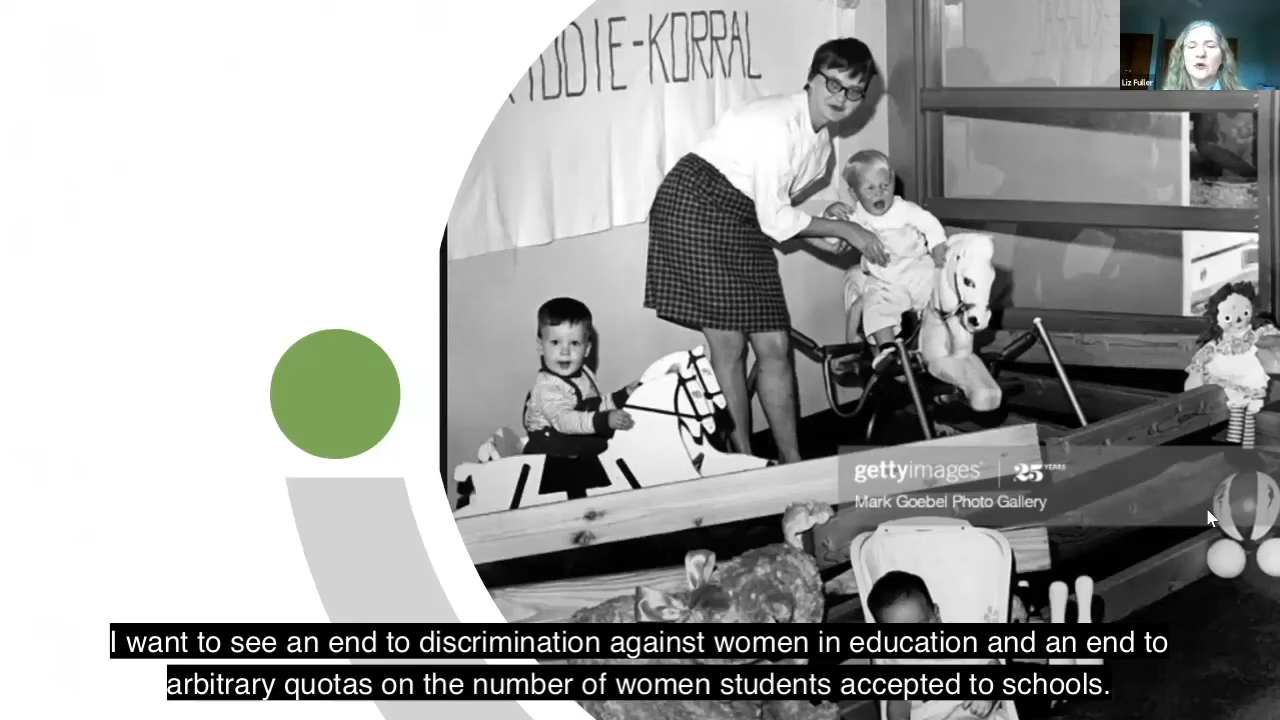 KIDDIE-KORRAL
Liz Fuller
gettyimages® | 25 YEARS
Mark Goebel Photo Gallery
I want to see an end to discrimination against women in education and an end to
arbitrary quotas on the number of women students accepted to schools.